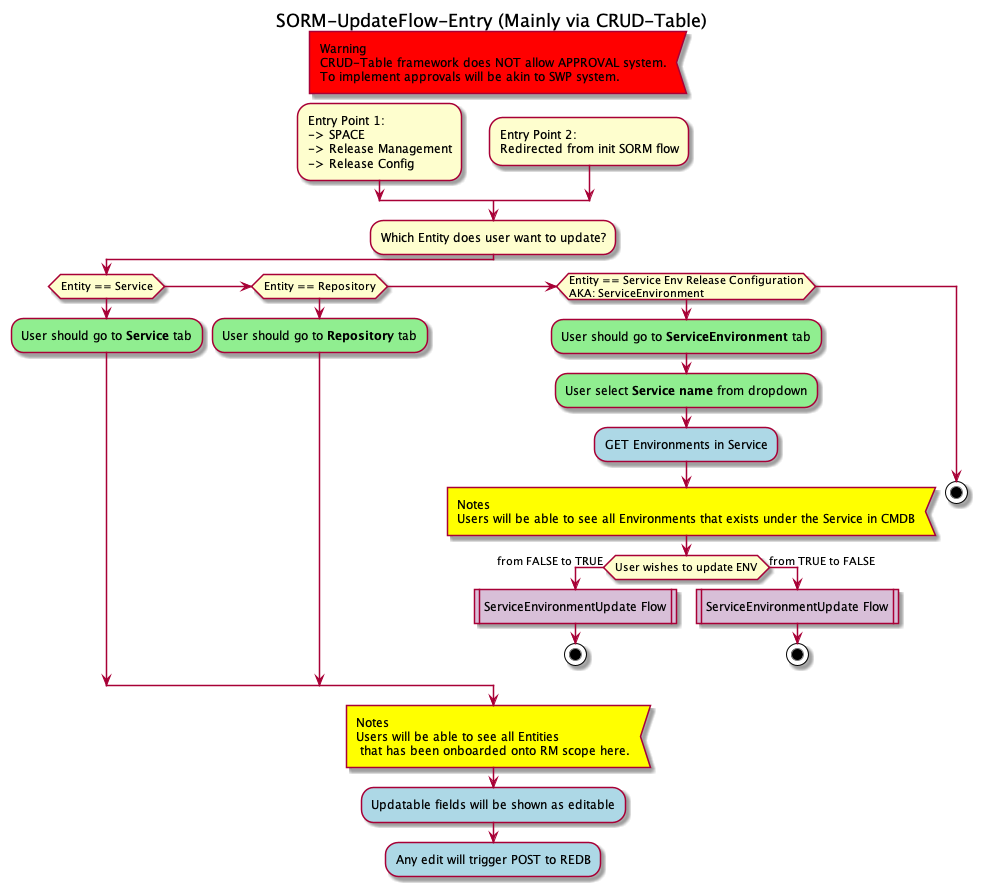 SORM-UpdateFlow-Entry (Mainly via CRUD-Table)
Warning
CRUD-Table framework does NOT allow APPROVAL system.
To implement approvals will be akin to SWP system.
Entry Point 1:
-> SPACE
-> Release Management
-> Release Config
Entry Point 2:
Redirected from init SORM flow
Which Entity does user want to update?
Entity == Service
Entity == Repository
Entity == Service Env Release Configuration
AKA: ServiceEnvironment
User should go to Service tab
User should go to Repository tab
User should go to ServiceEnvironment tab
User select Service name from dropdown
GET Environments in Service
Notes
Users will be able to see all Environments that exists under the Service in CMDB
from FALSE to TRUE
User wishes to update ENV
from TRUE to FALSE
ServiceEnvironmentUpdate Flow
ServiceEnvironmentUpdate Flow
Notes
Users will be able to see all Entities
that has been onboarded onto RM scope here.
Updatable fields will be shown as editable
Any edit will trigger POST to REDB